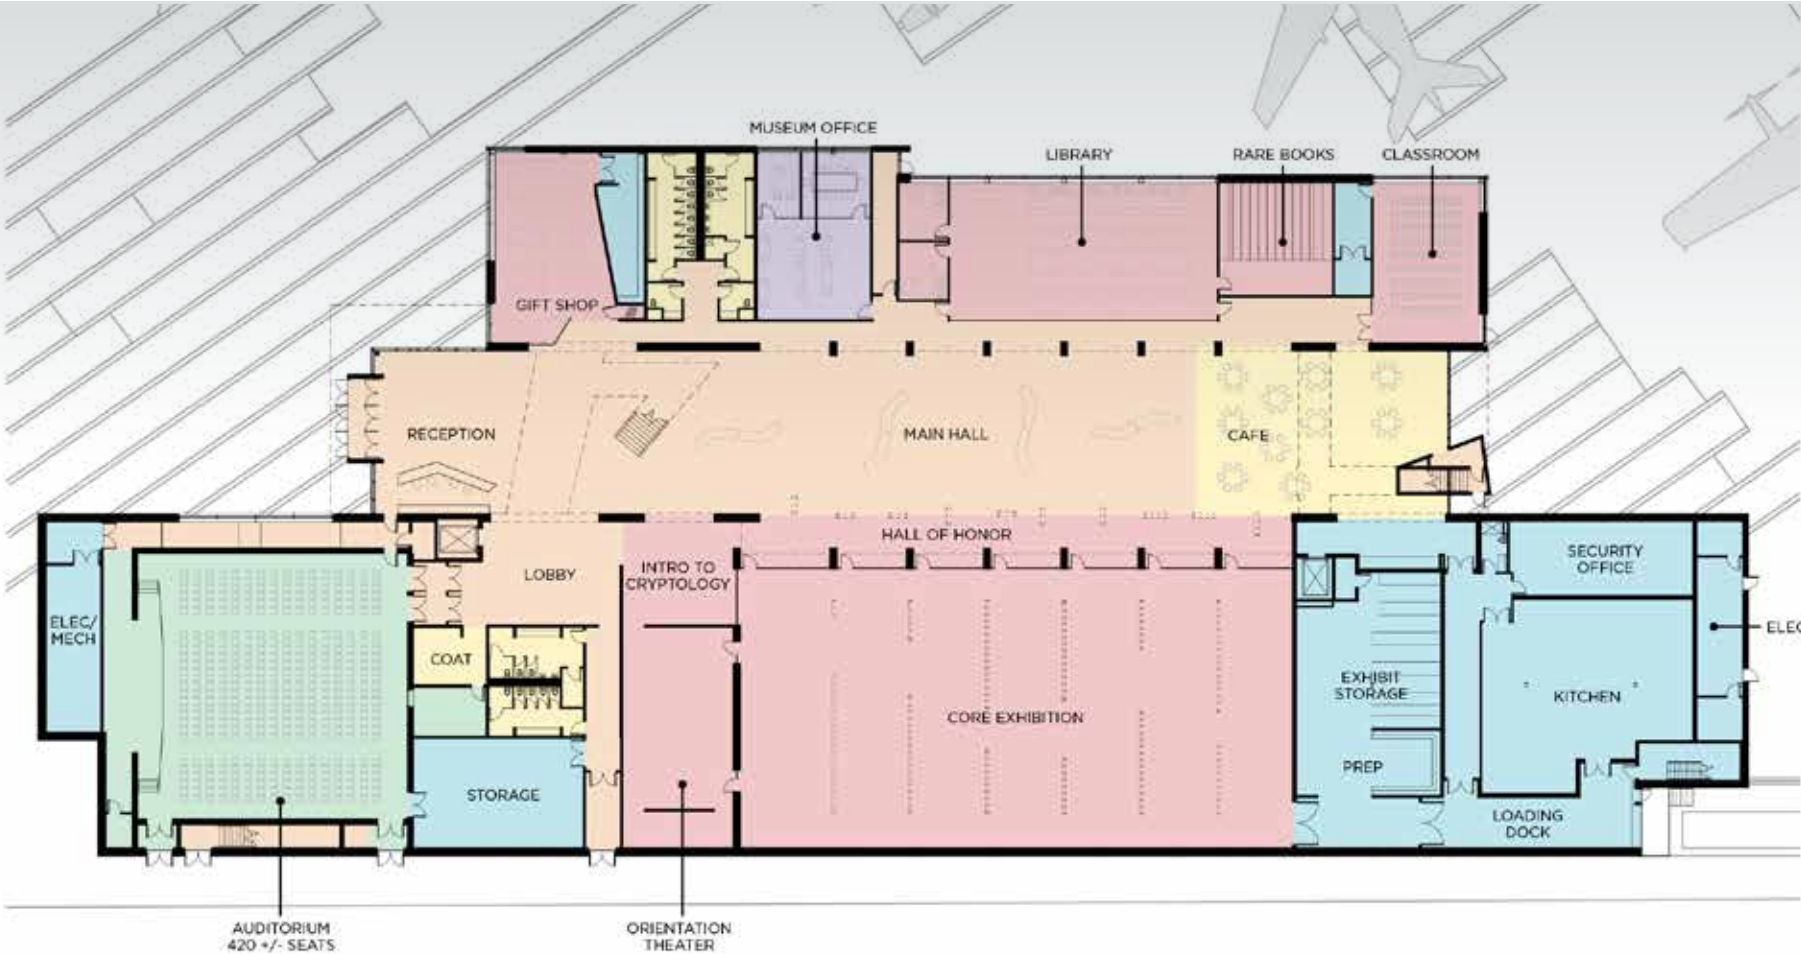 MUSEUM OFFICE
LIBRARY
RARE BOOKS
CLASSROOM
GIFT SHOP
RECEPTION
MAIN HALL
CAFE
HALL OF HONOR
LOBBY
INTRO TO
CRYPTOLOGY
SECURITY
OFFICE
ELEC/
MECH
COAT
ELEC
EXHIBIT
STORAGE
KITCHEN
CORE EXHIBITION
STORAGE
PREP
LOADING
DOCK
AUDITORIUM
420 +/- SEATS
ORIENTATION
THEATER